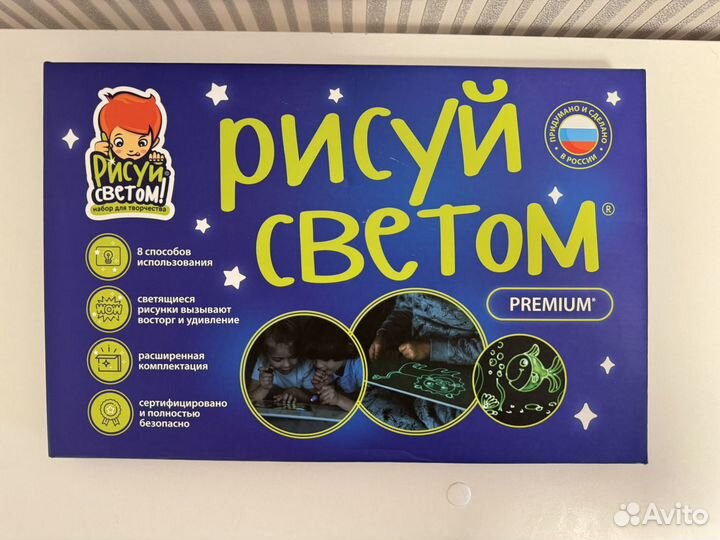 Рисуй
светом!
набор для творчества
Рисуй
светом®
ПРИДУМАНО И СДЕЛАНО
В РОССИИ
8 способов
использования
светящиеся
рисунки вызывают
восторг и удивление
WOW
расширенная
комплектация
сертифицировано
и полностью
безопасно
PREMIUM*
Avito